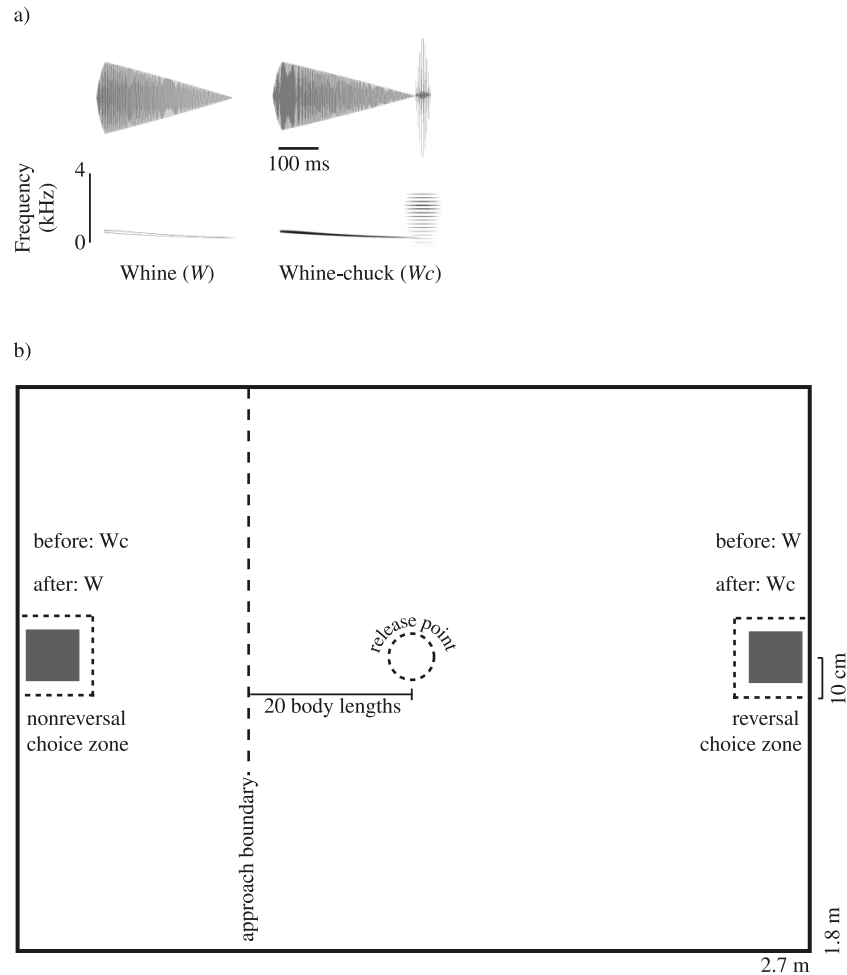 a)
100 ms
4
Frequency
(kHz)
0
Whine (W)
Whine-chuck (Wc)
b)
before: Wc
before: W
after: W
after: Wc
release point
20 body lengths
10 cm
nonreversal
choice zone
reversal
choice zone
approach boundary
1.8 m
2.7 m